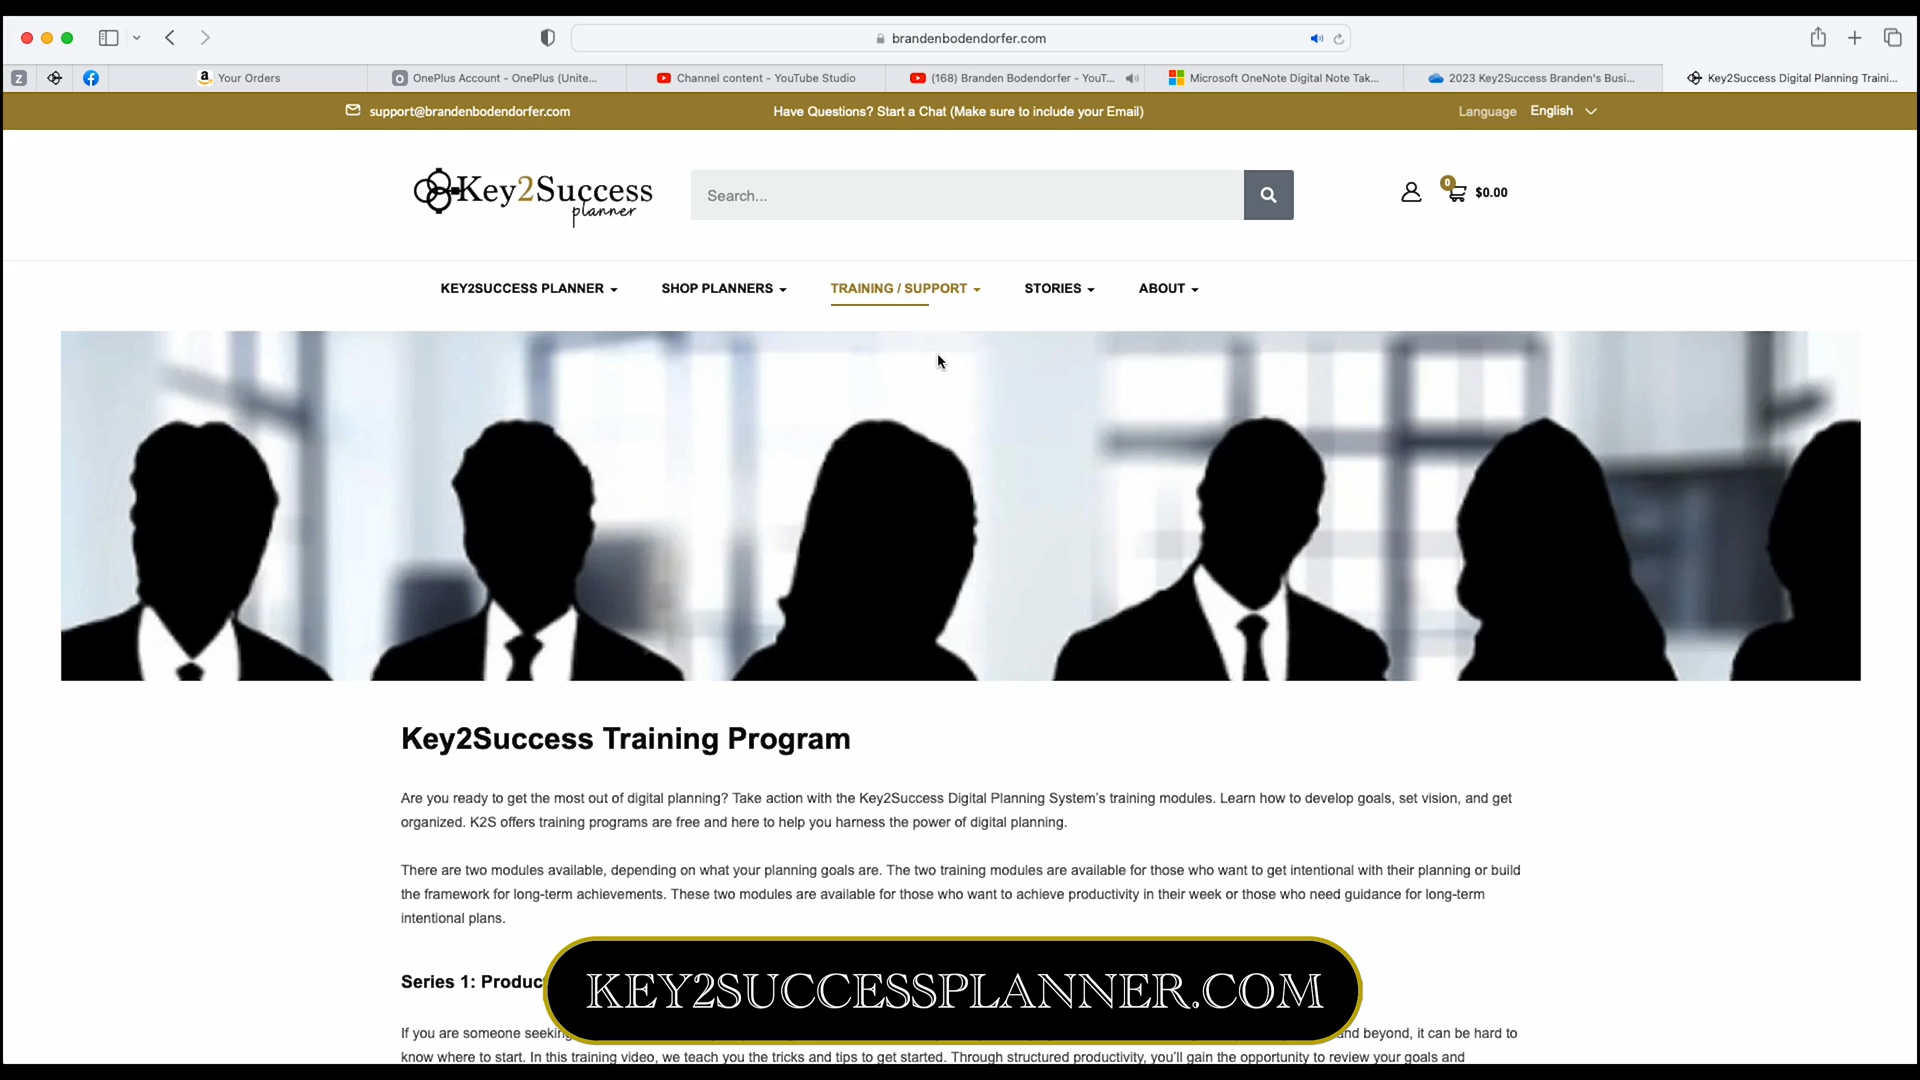 brandenbodendorfer.com
Z
Your Orders
OnePlus Account - OnePlus (Unite...
Channel content - YouTube Studio
(168) Branden Bodendorfer - YouT...
Microsoft OneNote Digital Note Tak...
2023 Key2Success Branden's Busi...
Key2Success Digital Planning Traini...
support@brandenbodendorfer.com
Have Questions? Start a Chat (Make sure to include your Email)
Language English
Key2Success
planner
Search...
0
$0.00
KEY2SUCCESS PLANNER
SHOP PLANNERS
TRAINING / SUPPORT
STORIES
ABOUT
Key2Success Training Program
Are you ready to get the most out of digital planning? Take action with the Key2Success Digital Planning System's training modules. Learn how to develop goals, set vision, and get
organized. K2S offers training programs are free and here to help you harness the power of digital planning.
There are two modules available, depending on what your planning goals are. The two training modules are available for those who want to get intentional with their planning or build
the framework for long-term achievements. These two modules are available for those who want to achieve productivity in their week or those who need guidance for long-term
intentional plans.
Series 1:
KEY2SUCCESSPLANNER.COM
If you are someone and beyond, it can be hard to
know where to start. In this training video, we teach you the tricks and tips to get started. Through structured productivity, you'll gain the opportunity to review your goals and